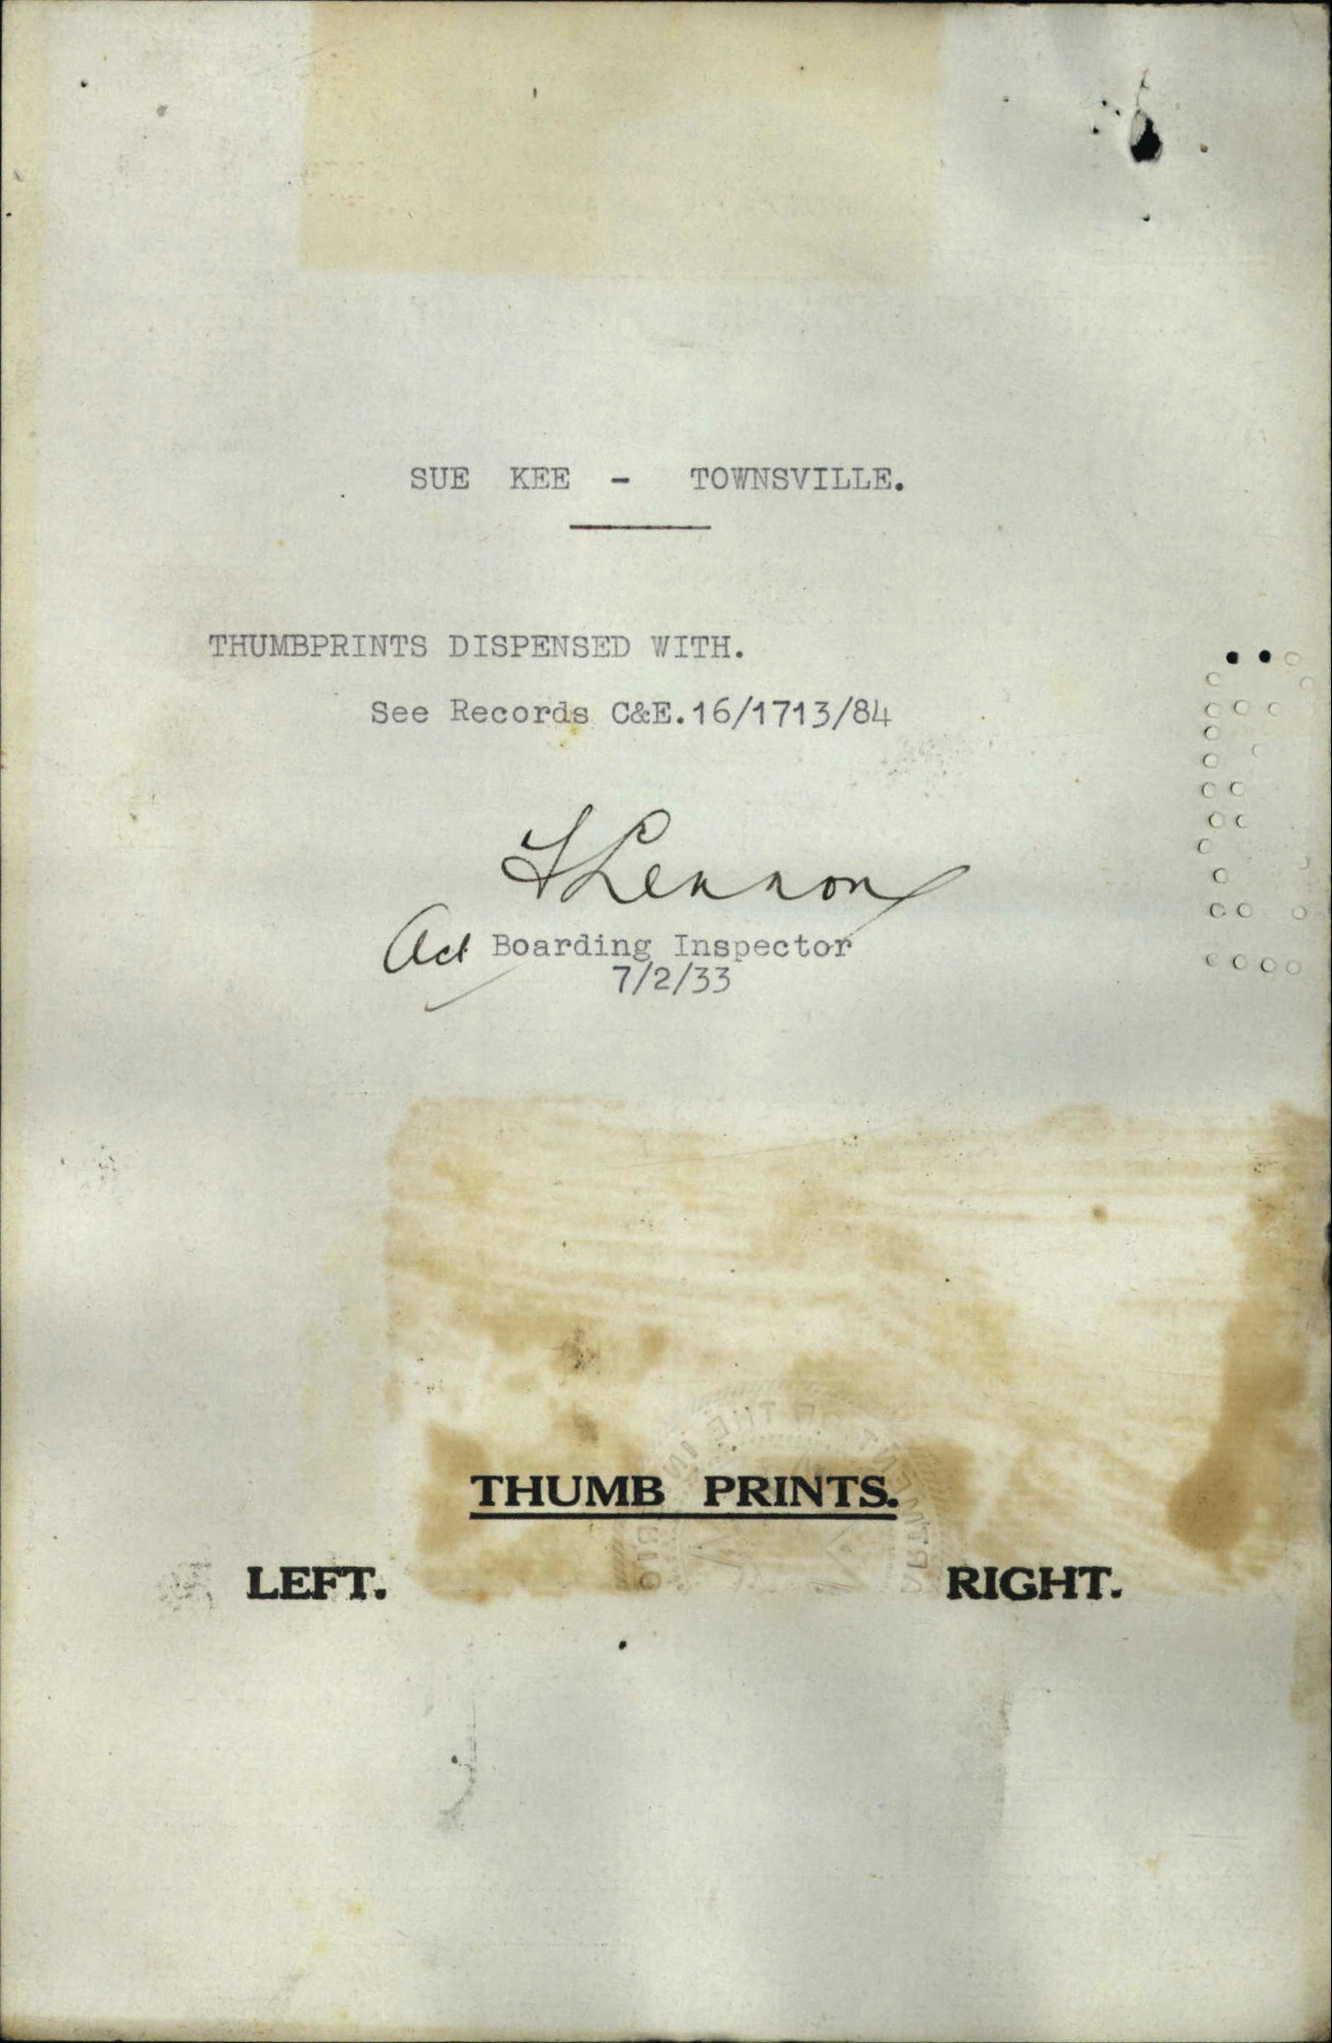 SUE KEE - TOWNSVILLE.
THUMBPRINTS DISPENSED WITH.
See Records C&E.16/1713/84
Lennon
Act Boarding Inspector
7/2/33
THUMB PRINTS.
LEFT.
RIGHT.